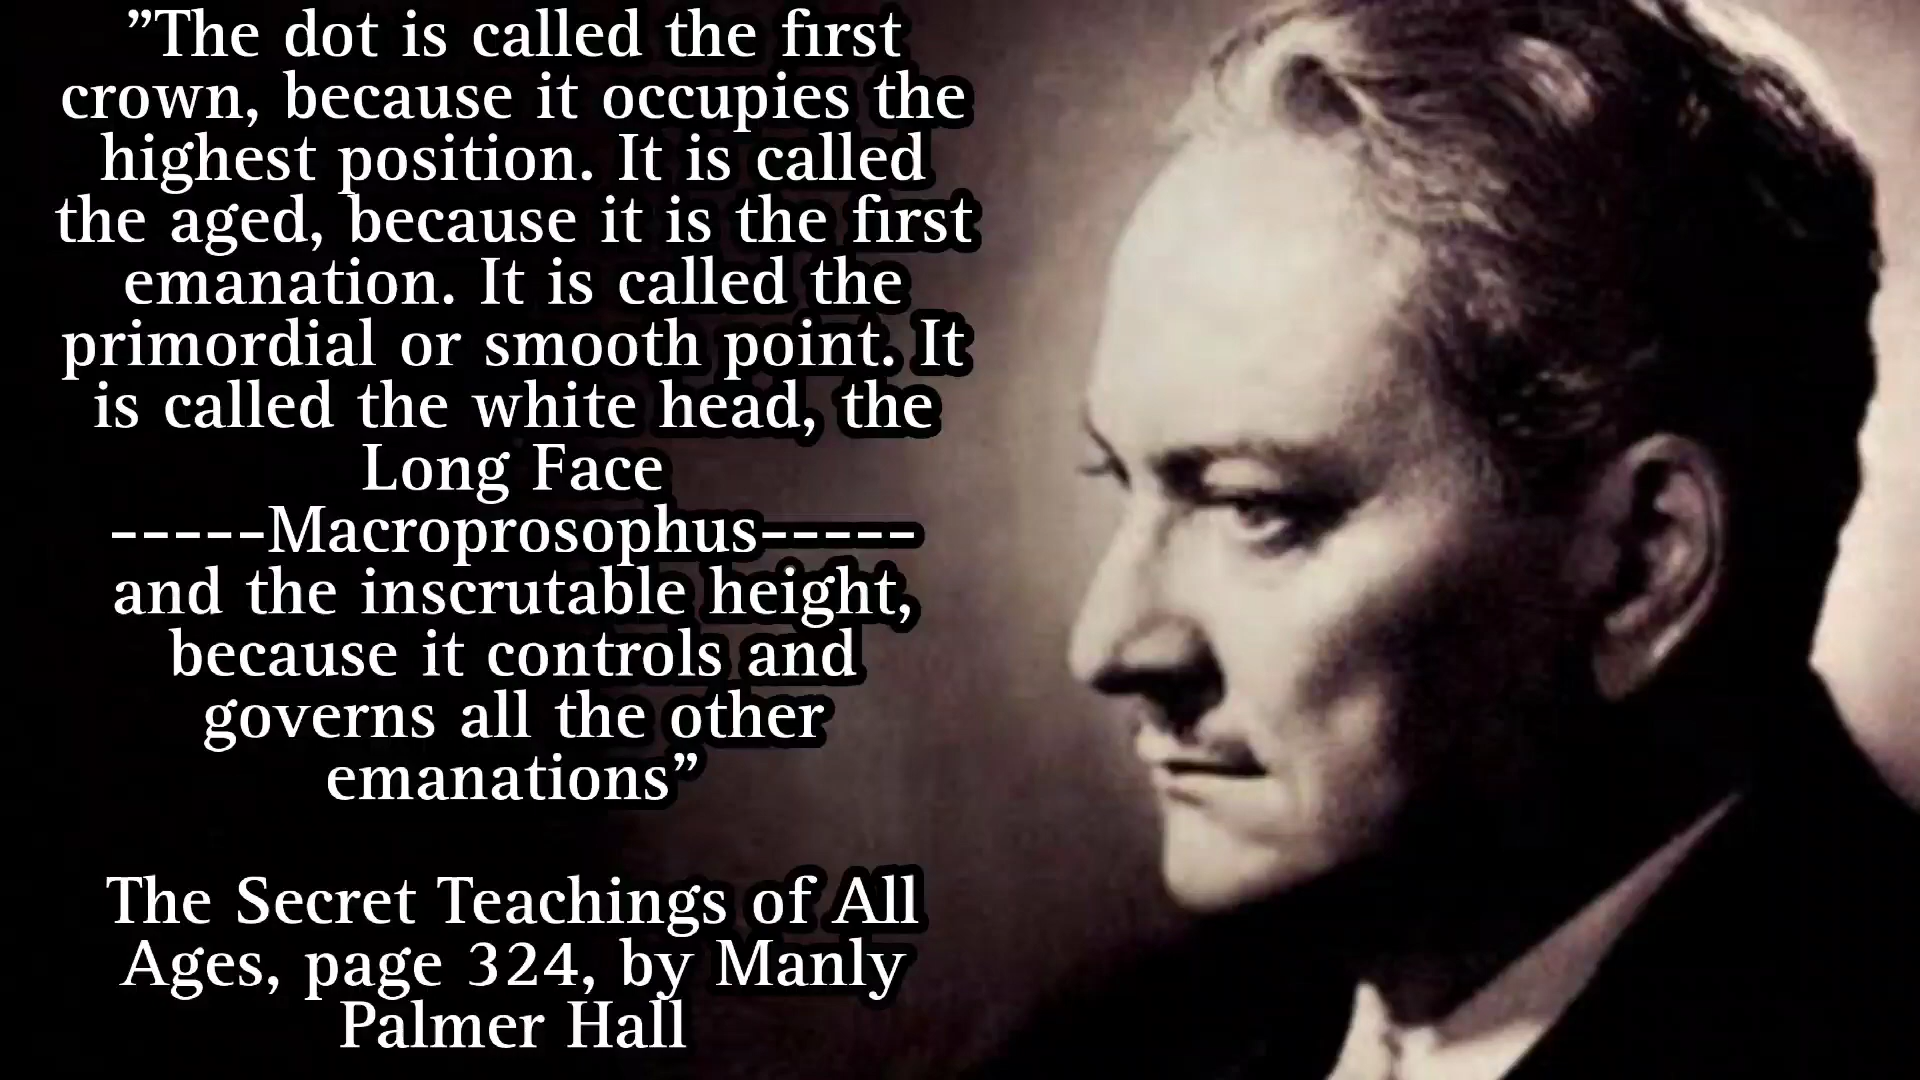 ”The dot is called the first
crown, because it occupies the
highest position. It is called
the aged, because it is the first
emanation. It is called the
primordial or smooth point. It
is called the white head, the
Long Face
-----Macroprosophus-----
and the inscrutable height,
because it controls and
governs all the other
emanations”
The Secret Teachings of All
Ages, page 324, by Manly
Palmer Hall